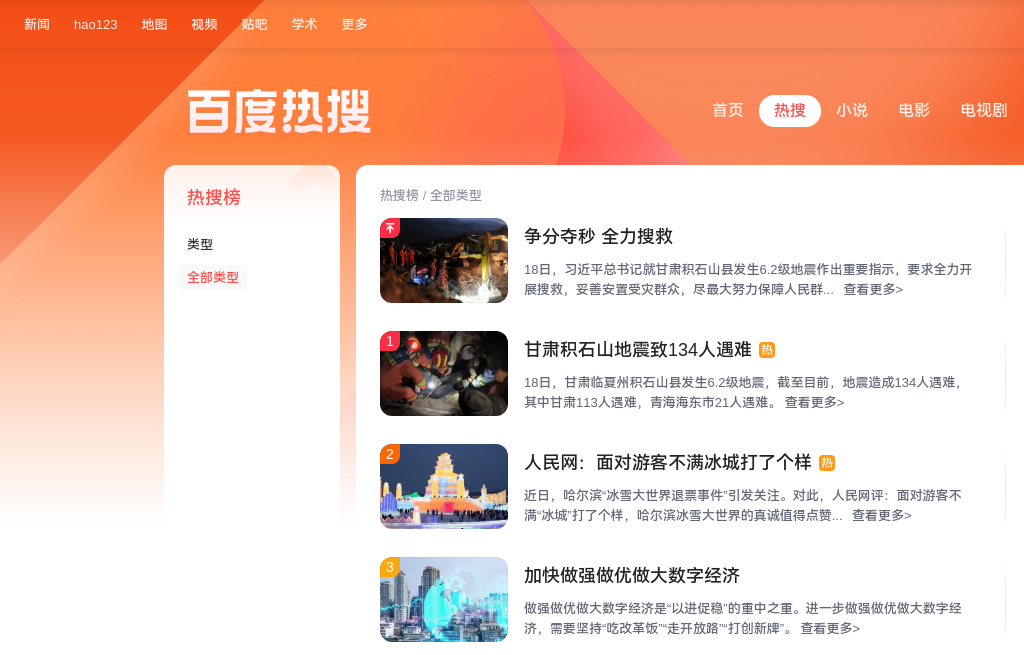 新闻 hao123 地图 视频 贴吧 学术 更多
百度热搜
首页 热搜 小说 电影 电视剧
热搜榜
类型
全部类型
热搜榜 / 全部类型
争分夺秒 全力搜救
18日，习近平总书记就甘肃积石山县发生6.2级地震作出重要指示，要求全力开
展搜救，妥善安置受灾群众，尽最大努力保障人民群... 查看更多>
1
甘肃积石山地震致134人遇难 热
18日，甘肃临夏州积石山县发生6.2级地震，截至目前，地震造成134人遇难，
其中甘肃113人遇难，青海海东市21人遇难。 查看更多>
2
人民网：面对游客不满冰城打了个样 热
近日，哈尔滨“冰雪大世界退票事件”引发关注。对此，人民网评：面对游客不
满“冰城”打了个样，哈尔滨冰雪大世界的真诚值得点赞... 查看更多>
3
加快做强做优做大数字经济
做强做优做大数字经济是“以进促稳”的重中之重。进一步做强做优做大数字经
济，需要坚持“吃改革饭”“走开放路”“打创新牌”。 查看更多>